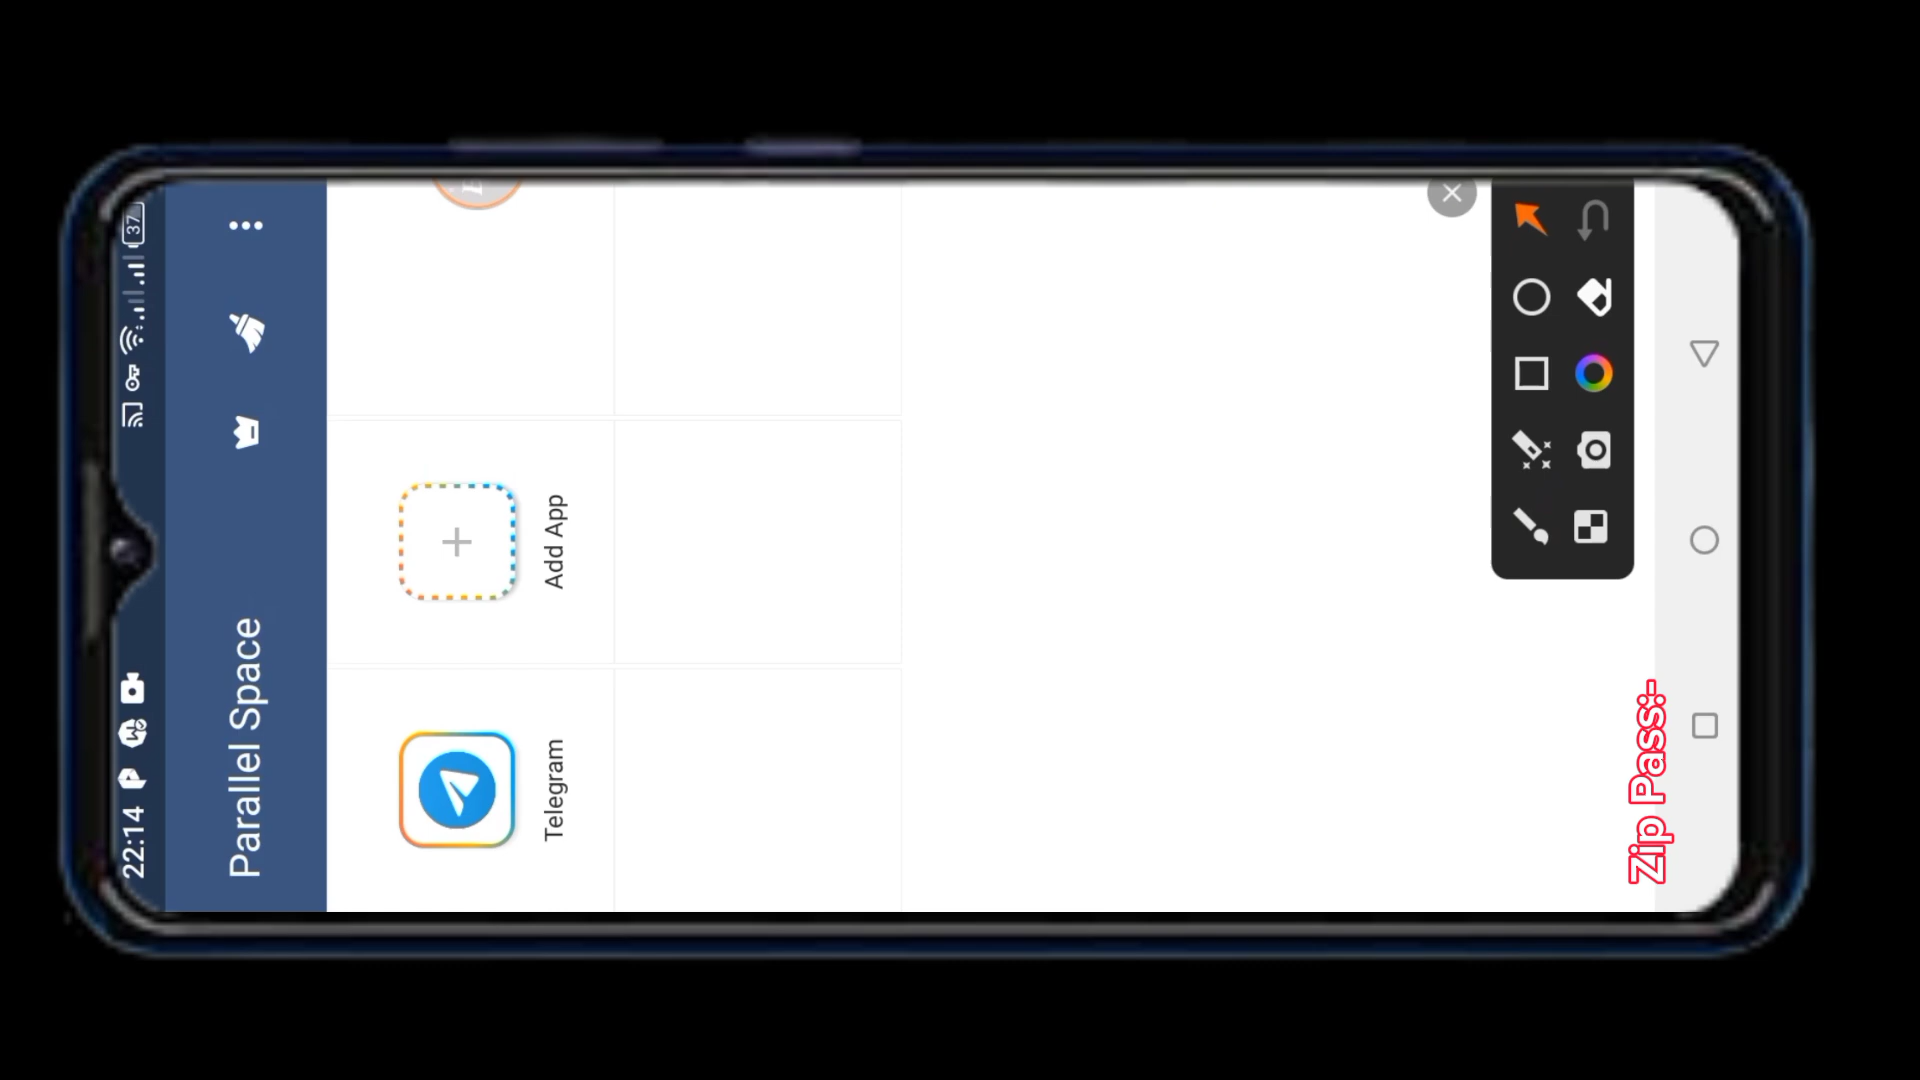 22:14
37
Parallel Space
Telegram
Add App
Zip Pass:-